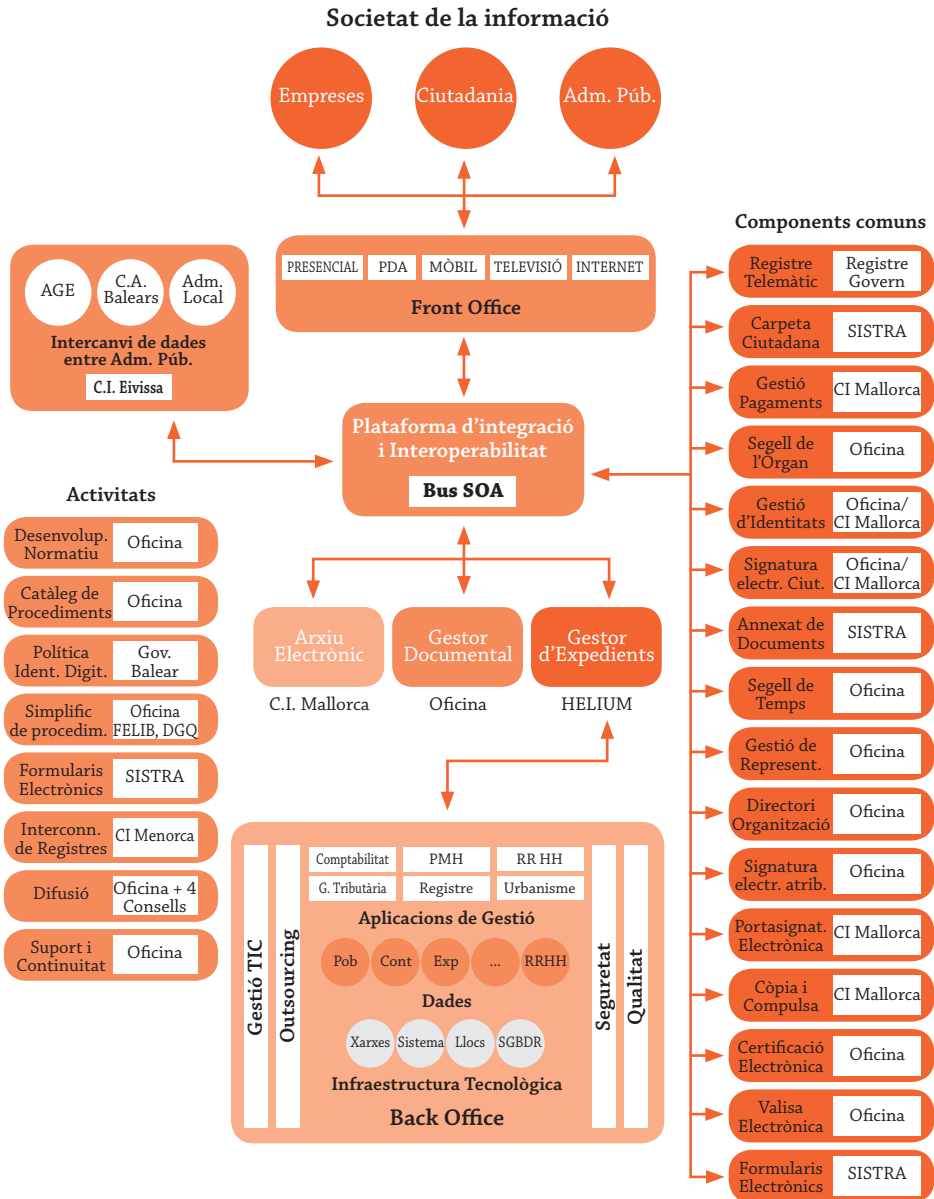 Societat de la informació
Empreses
Ciutadania
Adm. Púb.
PRESENCIAL
PDA
MÒBIL
TELEVISIÓ
INTERNET
Front Office
AGE
C.A.
Balears
Adm.
Local
Intercanvi de dades
entre Adm. Púb.
C.I. Eivissa
Plataforma d'integració
i Interoperabilitat
Bus SOA
Arxiu
Electrònic
C.I. Mallorca
Gestor
Documental
Oficina
Gestor
d'Expedients
HELIUM
Activitats
Desenvolup.
Normatiu
Oficina
Catàleg de
Procediments
Oficina
Política
Ident. Digit.
Gov.
Balear
Simplific
de procedim.
Oficina
FELIB, DGQ
Formularis
Electrònics
SISTRA
Interconn.
de Registres
CI Menorca
Difusió
Oficina + 4
Consells
Suport i
Continuitat
Oficina
Gestió TIC
Outsourcing
Comptabilitat
PMH
RR HH
G. Tributària
Registre
Urbanisme
Aplicacions de Gestió
Pob
Cont
Exp
...
RRHH
Dades
Xarxes
Sistema
Llocs
SGBDR
Infraestructura Tecnològica
Back Office
Seguretat
Qualitat
Components comuns
Registre
Telemàtic
Registre
Govern
Carpeta
Ciutadana
SISTRA
Gestió
Pagaments
CI Mallorca
Segell de
l'Òrgan
Oficina
Gestió
d'Identitats
Oficina/
CI Mallorca
Signatura
electr. Ciut.
Oficina/
CI Mallorca
Annexat de
Documents
SISTRA
Segell de
Temps
Oficina
Gestió de
Represent.
Oficina
Directori
Organització
Oficina
Signatura
electr. atrib.
Oficina
Portasignat.
Electrònica
CI Mallorca
Còpia i
Compulsa
CI Mallorca
Certificació
Electrònica
Oficina
Valisa
Electrònica
Oficina
Formularis
Electrònics
SISTRA